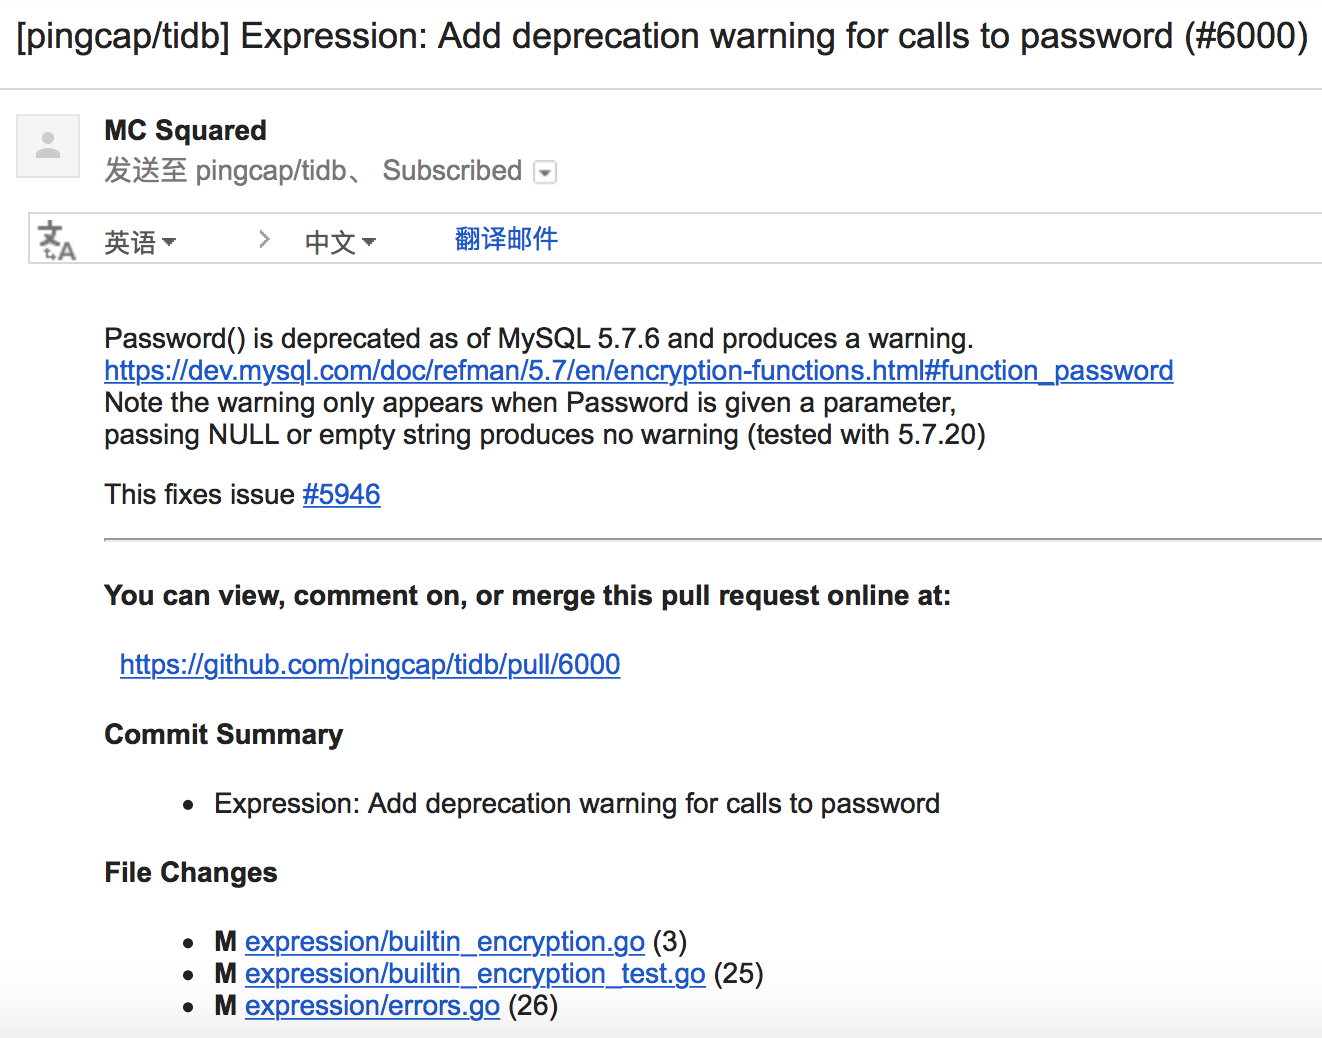 [pingcap/tidb] Expression: Add deprecation warning for calls to password (#6000)
MC Squared
发送至 pingcap/tidb、 Subscribed
英语 中文 翻译邮件
Password() is deprecated as of MySQL 5.7.6 and produces a warning.
https://dev.mysql.com/doc/refman/5.7/en/encryption-functions.html#function_password
Note the warning only appears when Password is given a parameter,
passing NULL or empty string produces no warning (tested with 5.7.20)
This fixes issue #5946
You can view, comment on, or merge this pull request online at:
https://github.com/pingcap/tidb/pull/6000
Commit Summary
• Expression: Add deprecation warning for calls to password
File Changes
• M expression/builtin_encryption.go (3)
• M expression/builtin_encryption_test.go (25)
• M expression/errors.go (26)